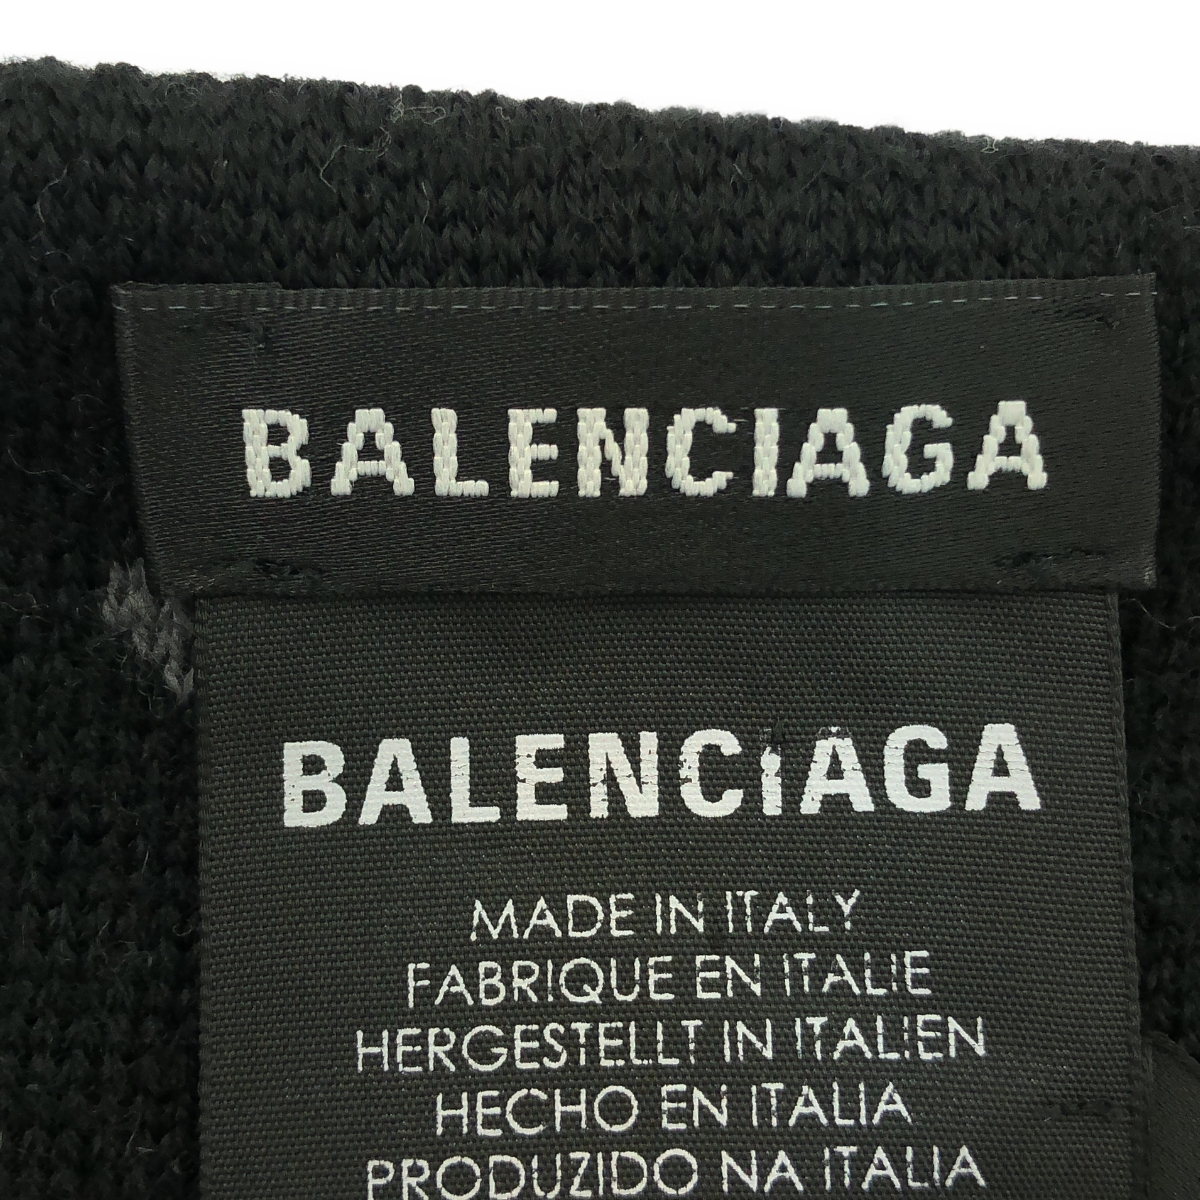 BALENCIAGA
BALENCIAGA
MADE IN ITALY
FABRIQUE EN ITALIE
HERGESTELLT IN ITALIEN
HECHO EN ITALIA
PRODUZIDO NA ITALIA